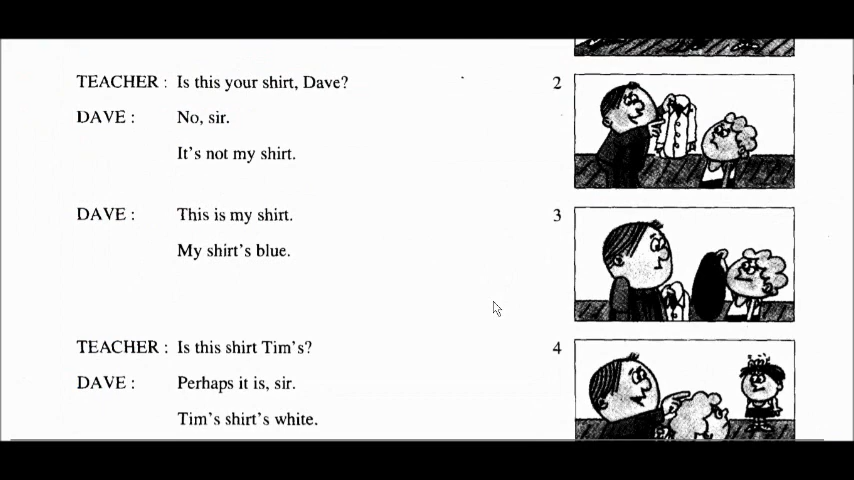 TEACHER : Is this your shirt, Dave? 2
DAVE : No, sir.
It's not my shirt.
DAVE : This is my shirt. 3
My shirt's blue.
TEACHER : Is this shirt Tim's? 4
DAVE : Perhaps it is, sir.
Tim's shirt's white.